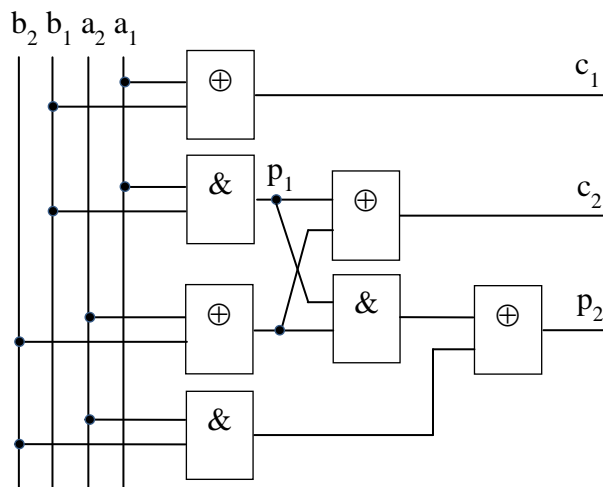 b₂ b₁ a₂ a₁
⊕
c₁
&
p₁
⊕
c₂
⊕
&
⊕
p₂
&